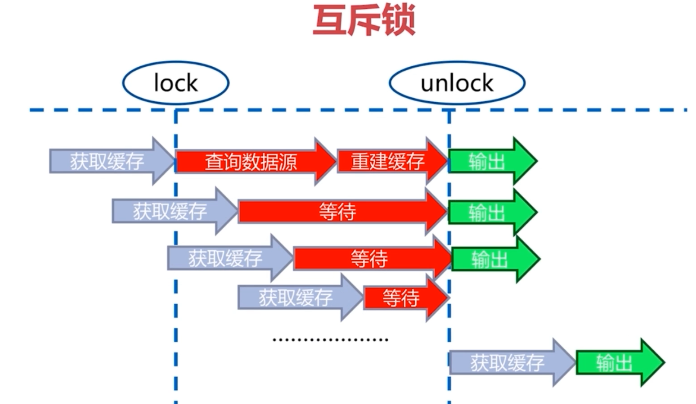 互斥锁
lock unlock
获取缓存 查询数据源 重建缓存 输出
获取缓存 等待 输出
获取缓存 等待 输出
获取缓存 等待
....................
获取缓存 输出